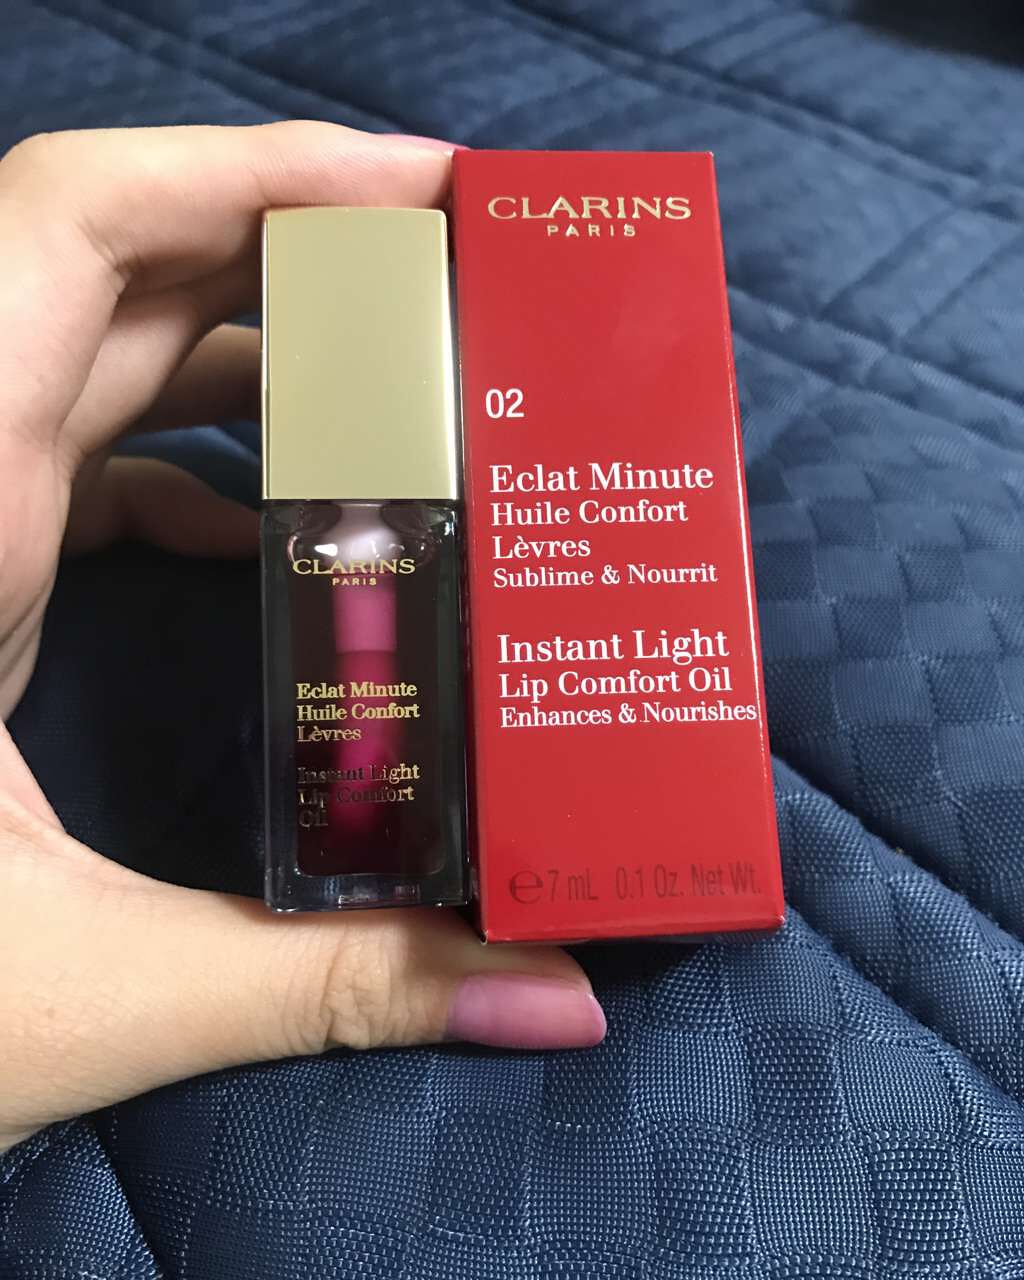 CLARINS
PARIS
Eclat Minute
Huile Confort
Lèvres
Instant Light
Lip Comfort
Oil
CLARINS
PARIS
02
Eclat Minute
Huile Confort
Lèvres
Sublime & Nourrit
Instant Light
Lip Comfort Oil
Enhances & Nourishes
℮7 mL 0.1 Oz. Net Wt.